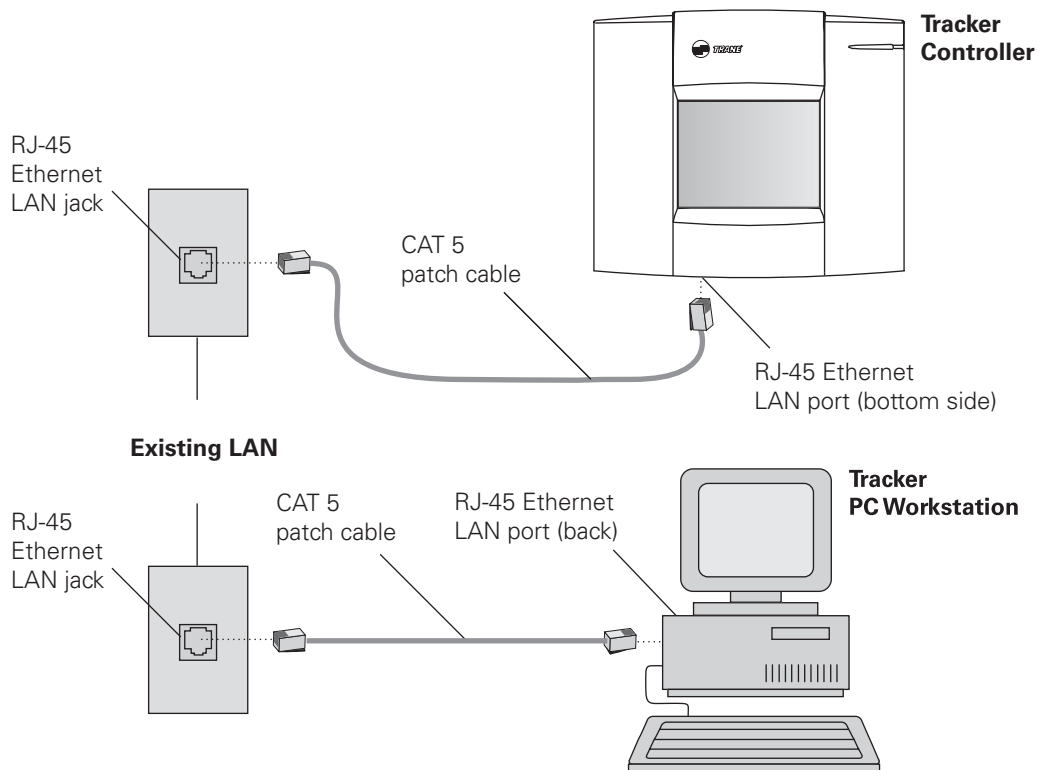 Tracker
Controller
TRANE
RJ-45
Ethernet
LAN jack
CAT 5
patch cable
RJ-45 Ethernet
LAN port (bottom side)
Existing LAN
Tracker
PC Workstation
CAT 5
patch cable
RJ-45 Ethernet
LAN port (back)
RJ-45
Ethernet
LAN jack